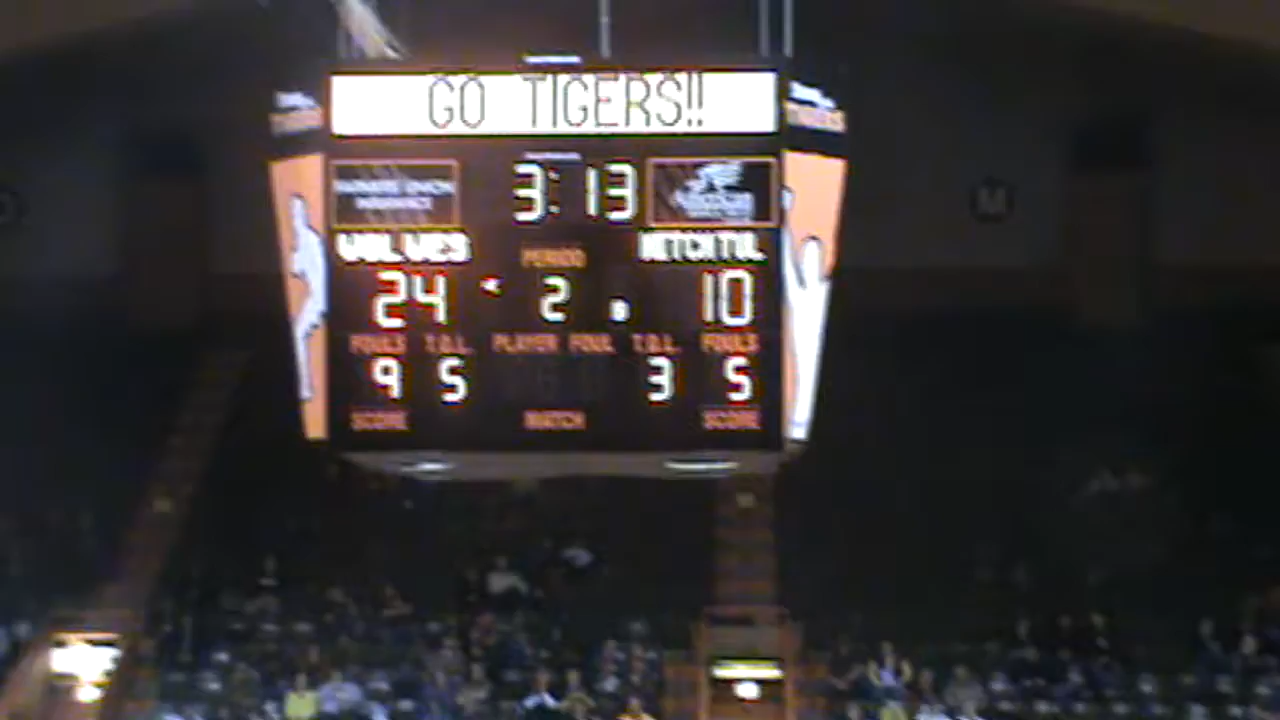 GO TIGERS!!
3:13
WOLVES
PERIOD
24 2 10
FOULS T.O.L. PLAYER FOUL T.O.L. FOULS
9 5 3 5
SCORE MATCH SCORE